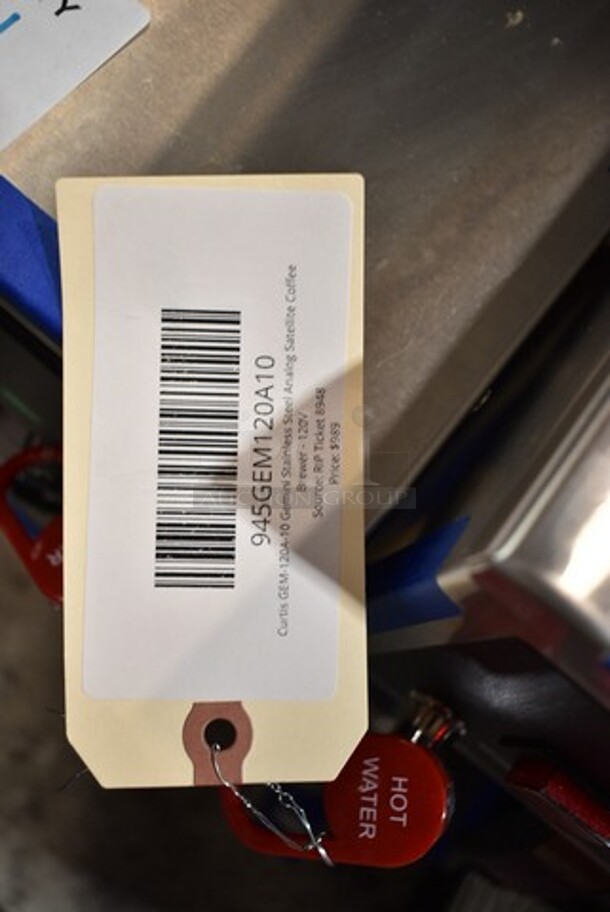 945GEM120A10
Curtis GEM-120A-10 Gemini Stainless Steel Analog Satellite Coffee
Brewer - 120V
Source: RIP Ticket 8948
Price: $989
HOT
WATER